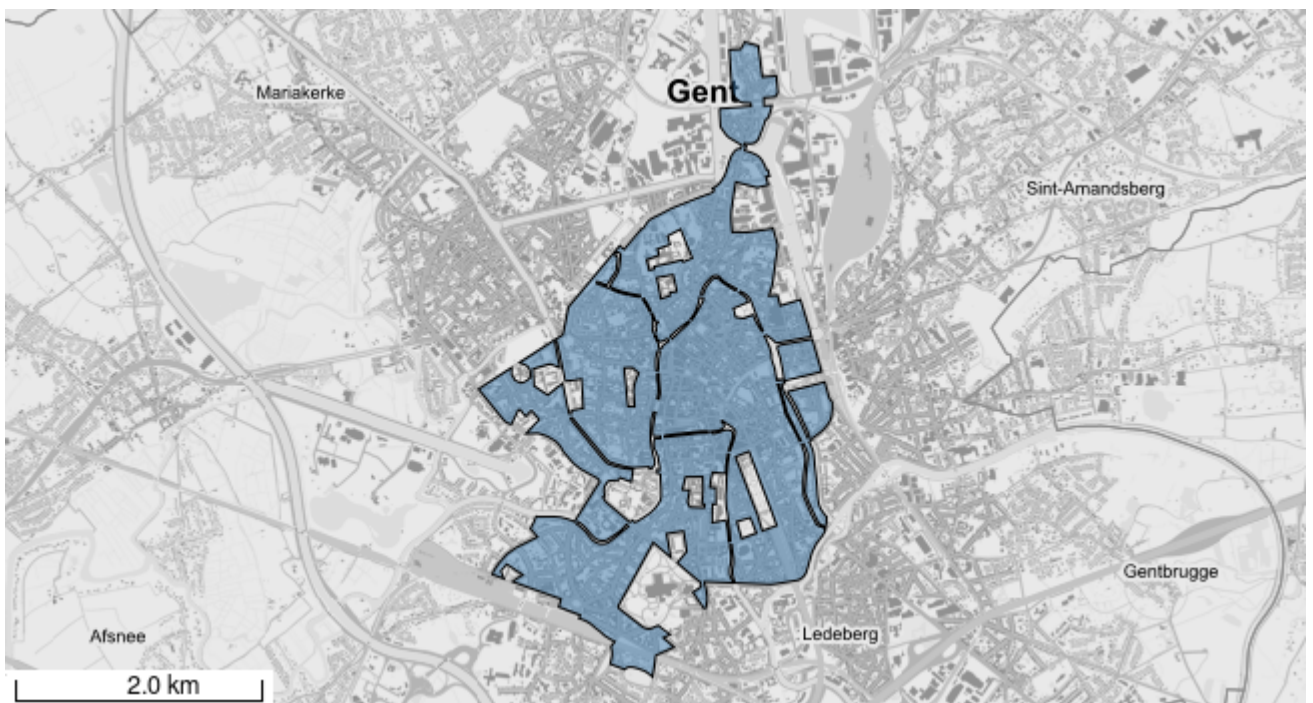 Gent
Mariakerke
Sint-Amandsberg
Gentbrugge
Ledeberg
Afsnee
2.0 km